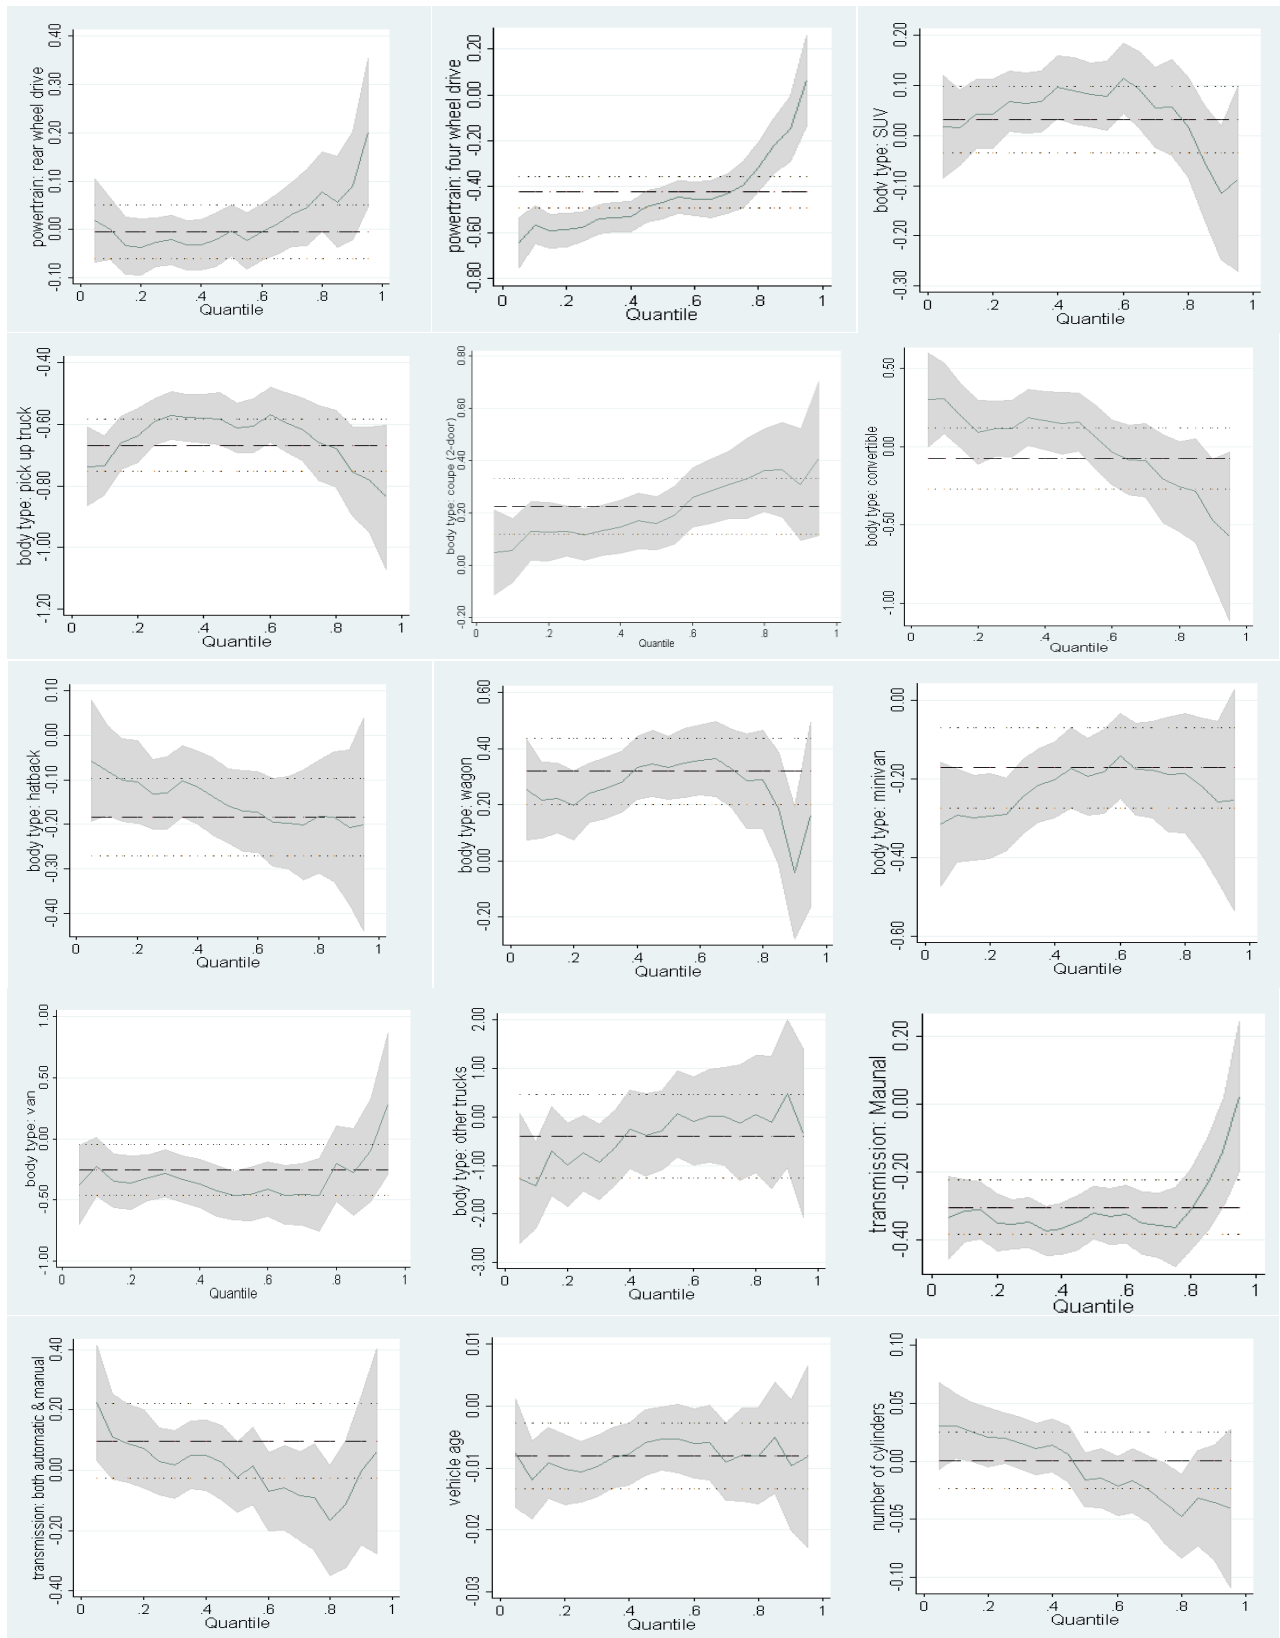 powertrain: rear wheel drive
0.40
0.30
0.20
0.10
0.00
-0.10
0 .2 .4 .6 .8 1
Quantile
powertrain: four wheel drive
0.20
0.00
-0.20
-0.40
-0.60
-0.80
0 .2 .4 .6 .8 1
Quantile
body type: SUV
0.20
0.10
0.00
-0.10
-0.20
-0.30
0 .2 .4 .6 .8 1
Quantile
body type: pick up truck
-0.40
-0.60
-0.80
-1.00
-1.20
0 .2 .4 .6 .8 1
Quantile
body type: coupe (2-door)
0.80
0.60
0.40
0.20
0.00
-0.20
0 .2 .4 .6 .8 1
Quantile
body type: convertible
0.50
0.00
-0.50
-1.00
0 .2 .4 .6 .8 1
Quantile
body type: hatback
0.10
0.00
-0.10
-0.20
-0.30
-0.40
0 .2 .4 .6 .8 1
Quantile
body type: wagon
0.60
0.40
0.20
0.00
-0.20
0 .2 .4 .6 .8 1
Quantile
body type: minivan
0.00
-0.20
-0.40
-0.60
0 .2 .4 .6 .8 1
Quantile
body type: van
1.00
0.50
0.00
-0.50
-1.00
0 .2 .4 .6 .8 1
Quantile
body type: other trucks
2.00
1.00
0.00
-1.00
-2.00
-3.00
0 .2 .4 .6 .8 1
Quantile
transmission: Maunal
0.20
0.00
-0.20
-0.40
0 .2 .4 .6 .8 1
Quantile
transmission: both automatic & manual
0.40
0.20
0.00
-0.20
-0.40
0 .2 .4 .6 .8 1
Quantile
vehicle age
0.01
0.00
-0.01
-0.02
-0.03
0 .2 .4 .6 .8 1
Quantile
number of cylinders
0.10
0.05
0.00
-0.05
-0.10
0 .2 .4 .6 .8 1
Quantile